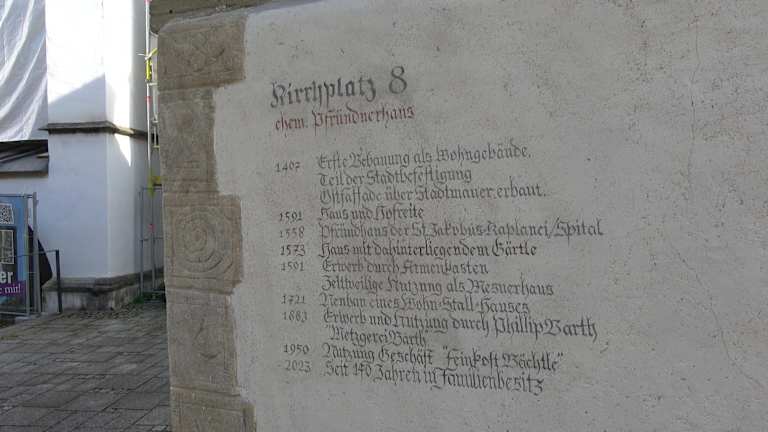 Kirchplatz 8
chem. Pfründnerhaus
1407 Erste Bebauung als Wohngebäude,
Teil der Stadtbefestigung
Ostfassade über Stadtmauer erbaut.
1501 Haus und Hofreite
1558 Pfründhaus der St. Jakobus Kaplanei/Spital
1573 Haus mit dahinterliegendem Gärtle
1591 Erwerb durch Armenkasten
Zeitweilige Nutzung als Mesnerhaus
1721 Neubau eines Wohn-Stall-Hauses
1883 Erwerb und Nutzung durch Phillip Barth
"Metzgerei Barth"
1950 Nutzung Geschäft "Feinkost Bächtle"
2023 Seit 140 Jahren in Familienbesitz
er
mit!